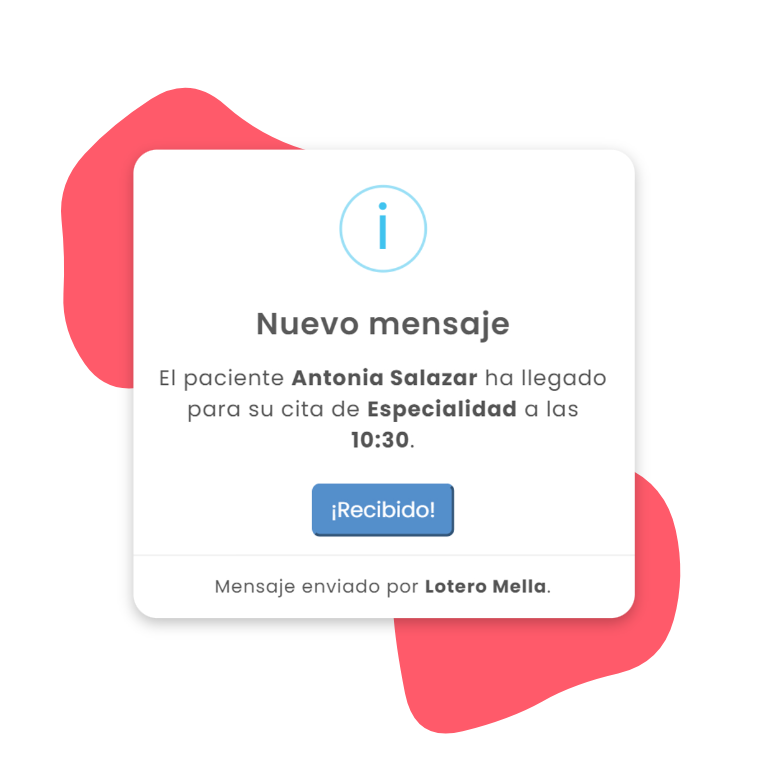 i
Nuevo mensaje
El paciente Antonia Salazar ha llegado
para su cita de Especialidad a las
10:30.
¡Recibido!
Mensaje enviado por Lotero Mella.